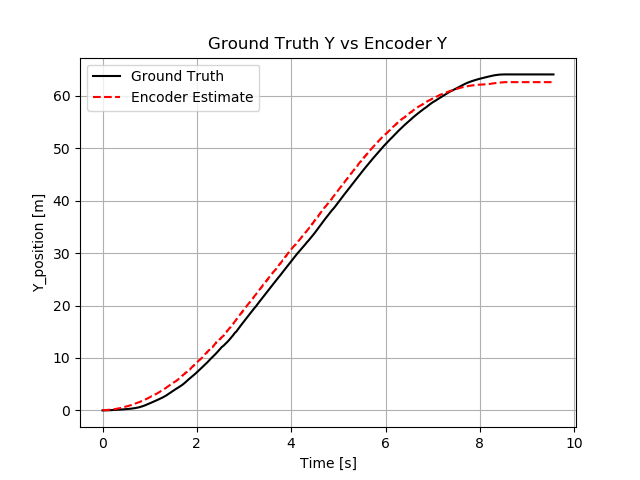 Ground Truth Y vs Encoder Y
Ground Truth
Encoder Estimate
Y_position [m]
60
50
40
30
20
10
0
0 2 4 6 8 10
Time [s]